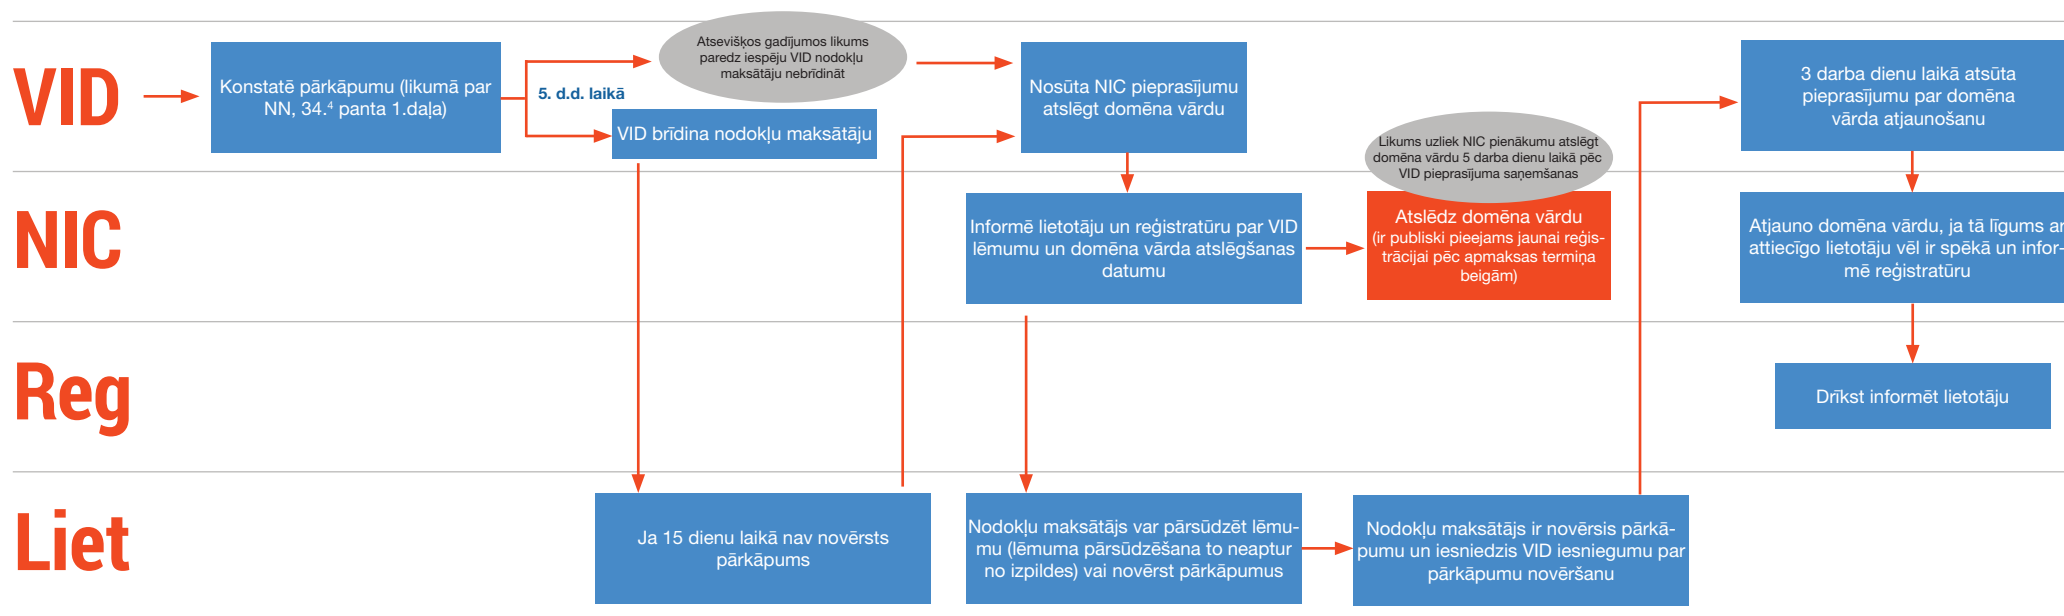 VID
Konstatē pārkāpumu (likumā par
NN, 34.⁴ panta 1.daļa)
5. d.d. laikā
Atsevišķos gadījumos likums
paredz iespēju VID nodokļu
maksātāju nebrīdināt
VID brīdina nodokļu maksātāju
Nosūta NIC pieprasījumu
atslēgt domēna vārdu
Likums uzliek NIC pienākumu atslēgt
domēna vārdu 5 darba dienu laikā pēc
VID pieprasījuma saņemšanas
3 darba dienu laikā atsūta
pieprasījumu par domēna
vārda atjaunošanu
NIC
Informē lietotāju un reģistratūru par VID
lēmumu un domēna vārda atslēgšanas
datumu
Atslēdz domēna vārdu
(ir publiski pieejams jaunai reģis-
trācijai pēc apmaksas termiņa
beigām)
Atjauno domēna vārdu, ja tā līgums ar
attiecīgo lietotāju vēl ir spēkā un infor-
mē reģistratūru
Reg
Drīkst informēt lietotāju
Liet
Ja 15 dienu laikā nav novērsts
pārkāpums
Nodokļu maksātājs var pārsūdzēt lēmu-
mu (lēmuma pārsūdzēšana to neaptur
no izpildes) vai novērst pārkāpumus
Nodokļu maksātājs ir novērsis pārkā-
pumu un iesniedzis VID iesniegumu par
pārkāpumu novēršanu